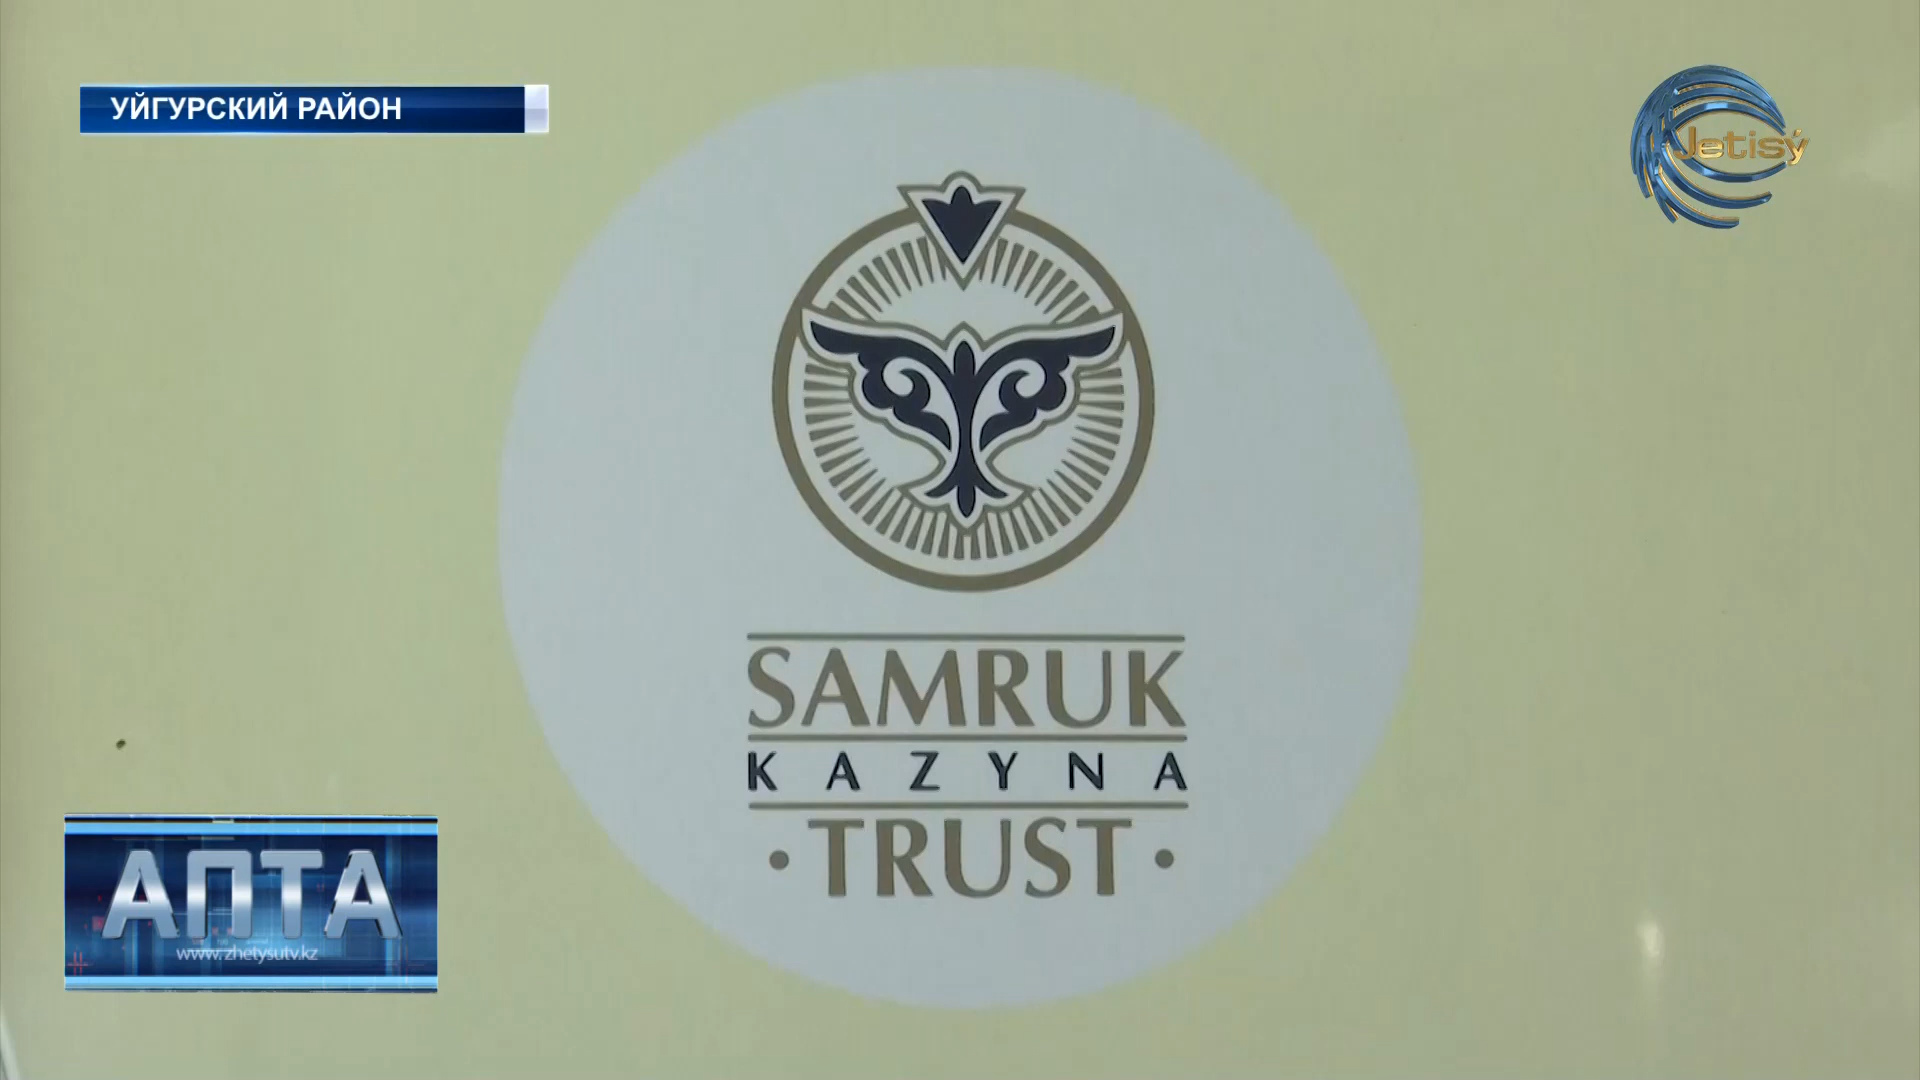 УЙГУРСКИЙ РАЙОН
Jetisý
SAMRUK
KAZYNA
• TRUST •
АПТА
www.zhetysutv.kz